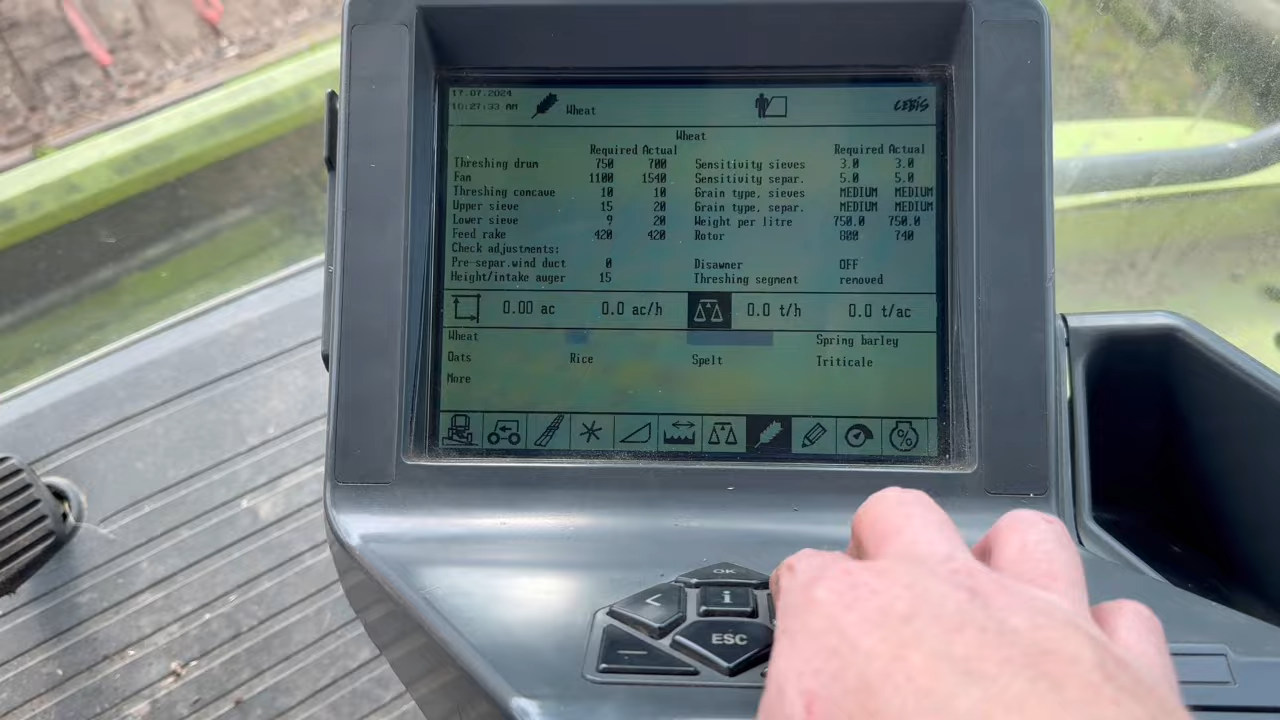 17.07.2024
10:27:33 AM
Wheat
CEBIS
Wheat
Required Actual Required Actual
Threshing drum 750 700 Sensitivity sieves 3.0 3.0
Fan 1100 1540 Sensitivity separ. 5.0 5.0
Threshing concave 10 10 Grain type, sieves MEDIUM MEDIUM
Upper sieve 15 20 Grain type, separ. MEDIUM MEDIUM
Lower sieve 9 20 Weight per litre 750.0 750.0
Feed rake 420 420 Rotor 800 740
Check adjustments:
Pre-separ.wind duct 0 Disawner OFF
Height/intake auger 15 Threshing segment removed
0.00 ac 0.0 ac/h 0.0 t/h 0.0 t/ac
Wheat Spring barley
Oats Rice Spelt Triticale
More
%
OK
< i
ESC
−